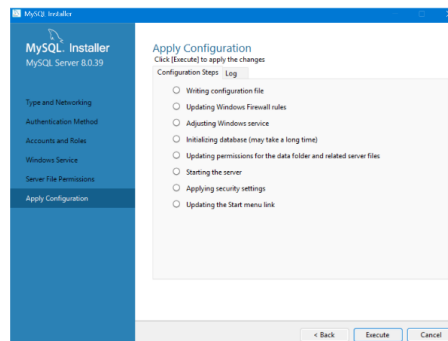 MySQL Installer
MySQL. Installer
MySQL Server 8.0.39
Type and Networking
Authentication Method
Accounts and Roles
Windows Service
Server File Permissions
Apply Configuration
Apply Configuration
Click [Execute] to apply the changes
Configuration Steps Log
Writing configuration file
Updating Windows Firewall rules
Adjusting Windows service
Initializing database (may take a long time)
Updating permissions for the data folder and related server files
Starting the server
Applying security settings
Updating the Start menu link
< Back Execute Cancel